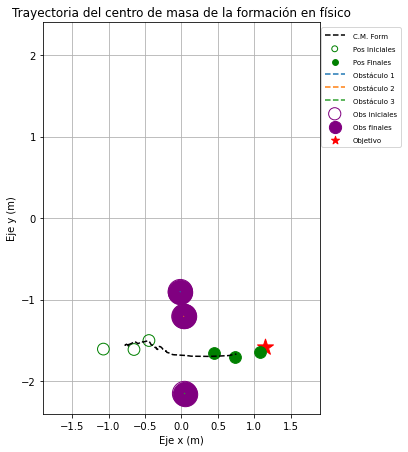 Trayectoria del centro de masa de la formación en físico
C.M. Form
Pos Iniciales
Pos Finales
Obstáculo 1
Obstáculo 2
Obstáculo 3
Obs iniciales
Obs finales
Objetivo
Eje y (m)
2
1
0
−1
−2
−1.5 −1.0 −0.5 0.0 0.5 1.0 1.5
Eje x (m)